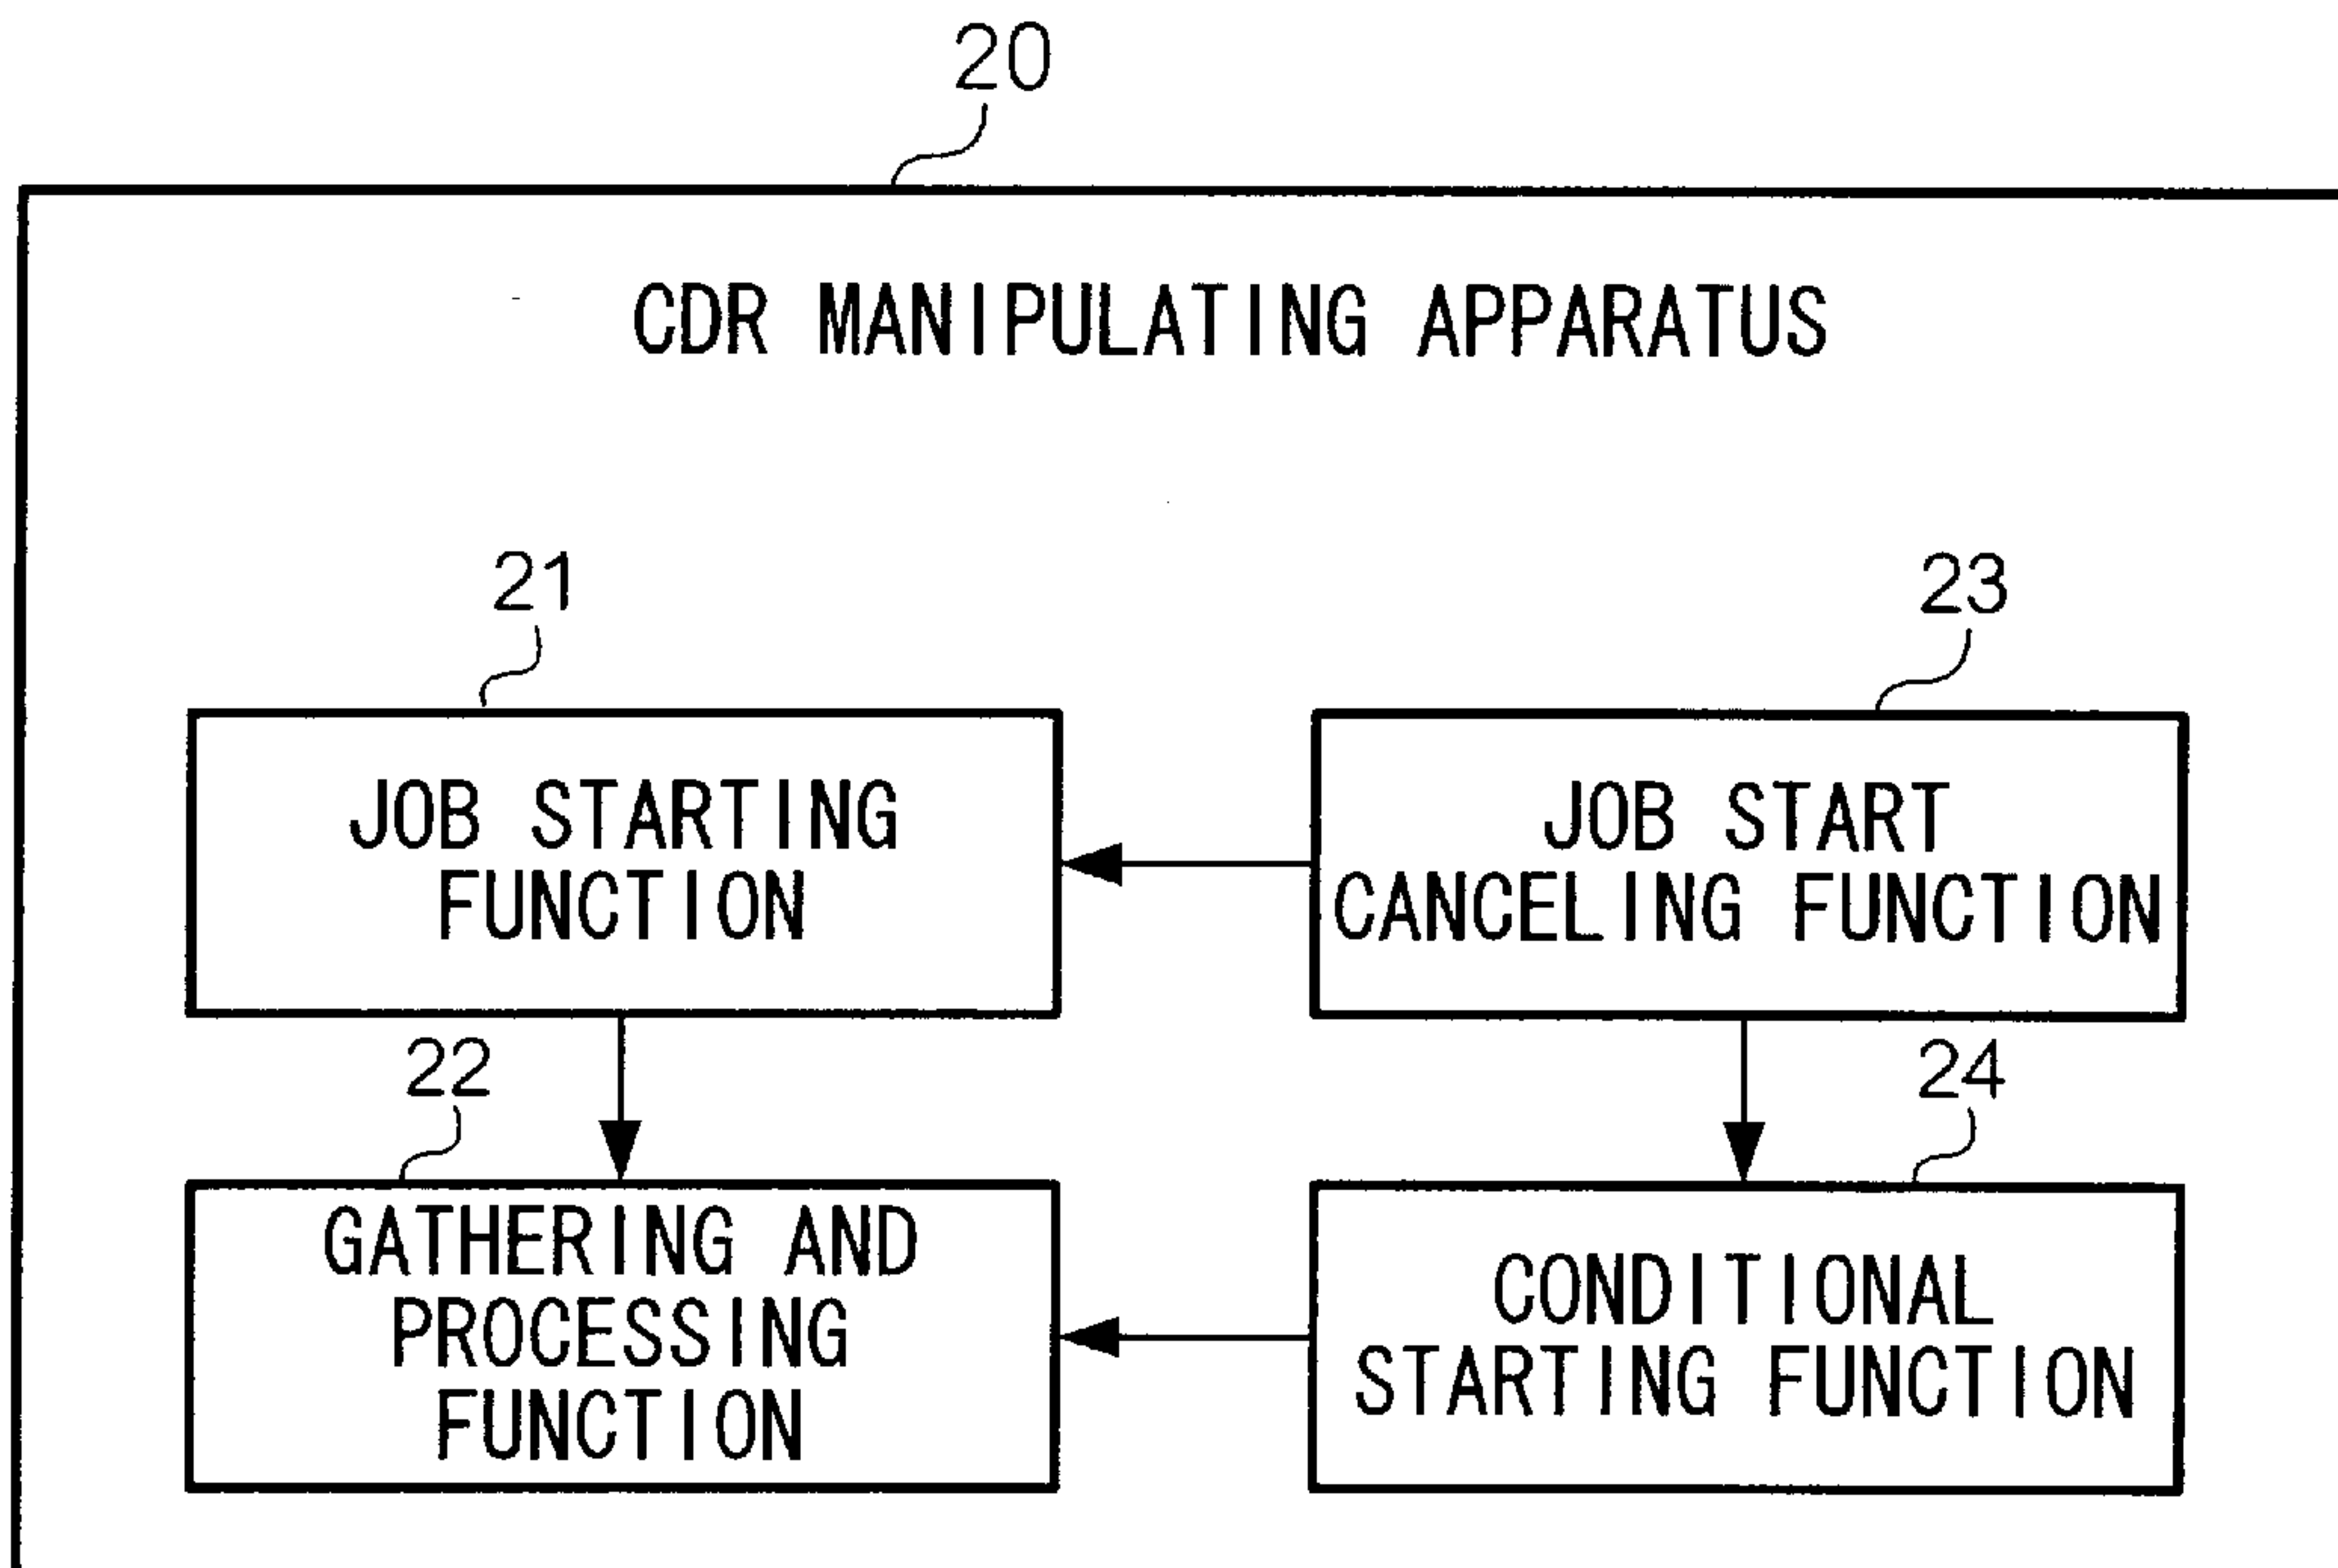 20
CDR MANIPULATING APPARATUS
21
23
JOB STARTING
FUNCTION
JOB START
CANCELING FUNCTION
22
24
GATHERING AND
PROCESSING
FUNCTION
CONDITIONAL
STARTING FUNCTION